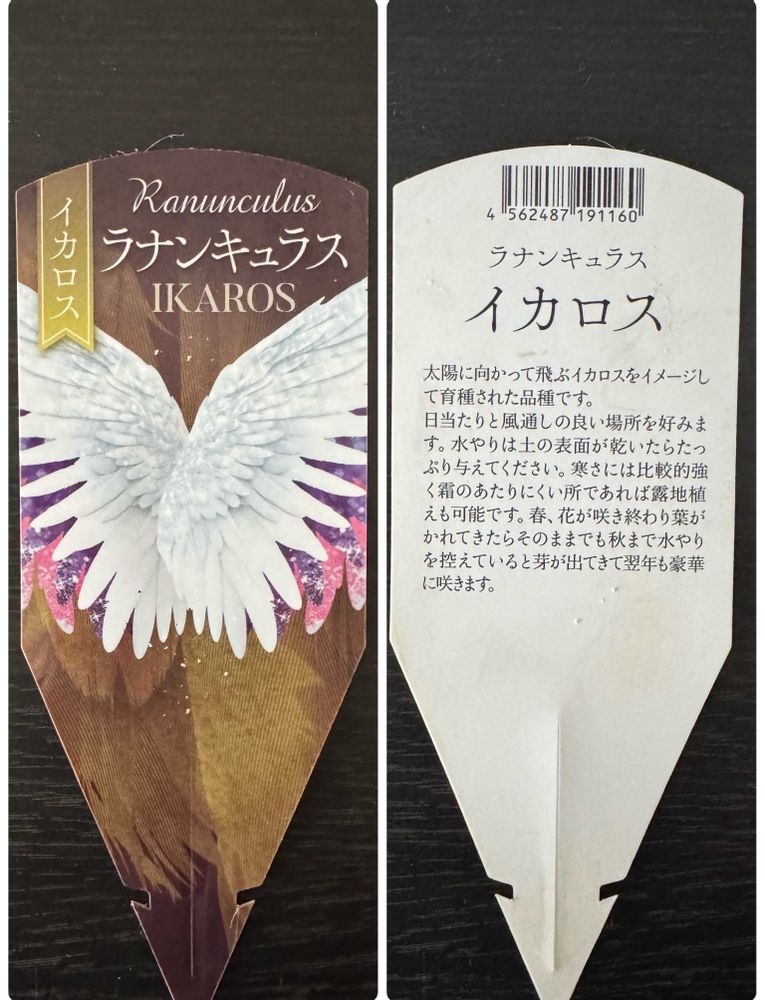 イカロス
Ranunculus
ラナンキュラス
IKAROS
4 562487 191160
ラナンキュラス
イカロス
太陽に向かって飛ぶイカロスをイメージし
て育種された品種です。
日当たりと風通しの良い場所を好みま
す。水やりは土の表面が乾いたらたっ
ぷり与えてください。寒さには比較的強
く霜のあたりにくい所であれば露地植
えも可能です。春、花が咲き終わり葉が
かれてきたらそのままでも秋まで水やり
を控えていると芽が出てきて翌年も豪華
に咲きます。